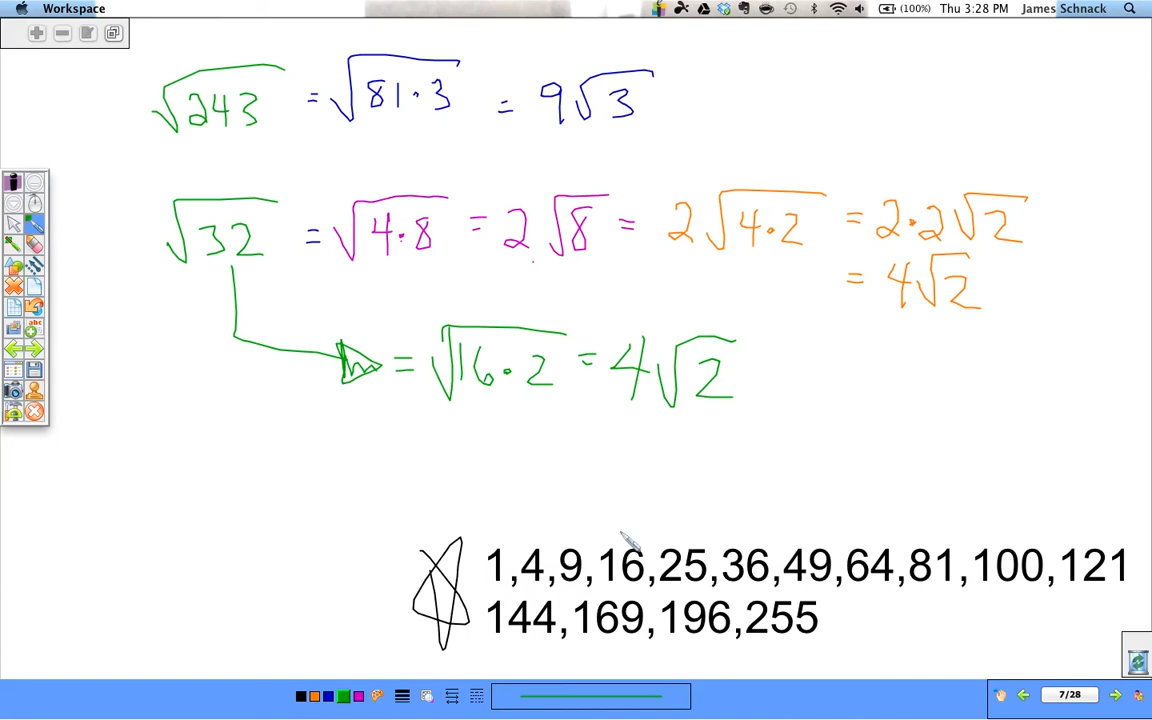 Workspace
(100%) Thu 3:28 PM James Schnack
√243 = √81·3 = 9√3
√32 = √4·8 = 2√8 = 2√4·2 = 2·2√2
= 4√2
= √16·2 = 4√2
1,4,9,16,25,36,49,64,81,100,121
144,169,196,255
abc
7/28